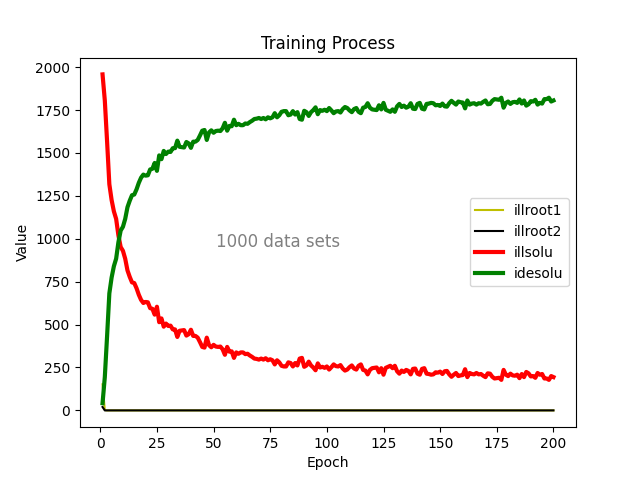 Training Process
2000
1750
1500
1250
1000
750
500
250
0
Value
1000 data sets
illroot1
illroot2
illsolu
idesolu
0 25 50 75 100 125 150 175 200
Epoch